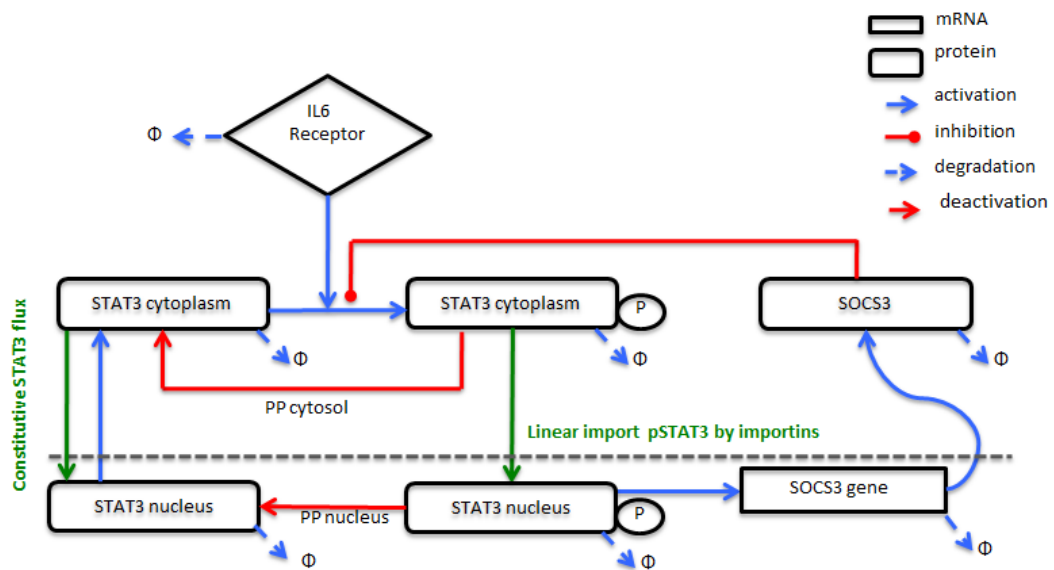 mRNA
protein
activation
inhibition
degradation
deactivation
IL6
Receptor
Φ
STAT3 cytoplasm
STAT3 cytoplasm
P
SOCS3
Φ
Φ
Φ
PP cytosol
Constitutive STAT3 flux
Linear import pSTAT3 by importins
STAT3 nucleus
PP nucleus
STAT3 nucleus
P
SOCS3 gene
Φ
Φ
Φ